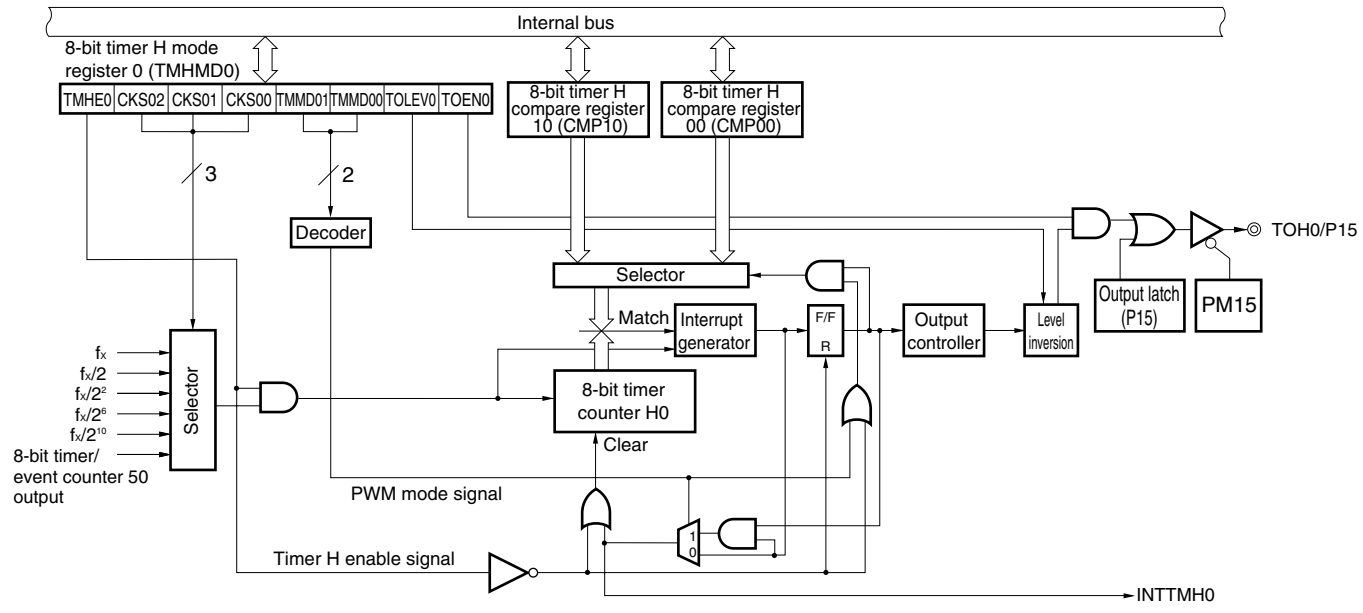 Internal bus
8-bit timer H mode
register 0 (TMHMD0)
TMHE0 CKS02 CKS01 CKS00 TMMD01 TMMD00 TOLEV0 TOEN0
8-bit timer H
compare register
10 (CMP10)
8-bit timer H
compare register
00 (CMP00)
3
2
Decoder
TOH0/P15
Selector
Output latch
(P15)
PM15
Match
Interrupt
generator
F/F
R
Output
controller
Level
inversion
fx
fx/2
fx/2²
fx/2⁶
fx/2¹⁰
8-bit timer/
event counter 50
output
Selector
8-bit timer
counter H0
Clear
PWM mode signal
1
0
Timer H enable signal
INTTMH0